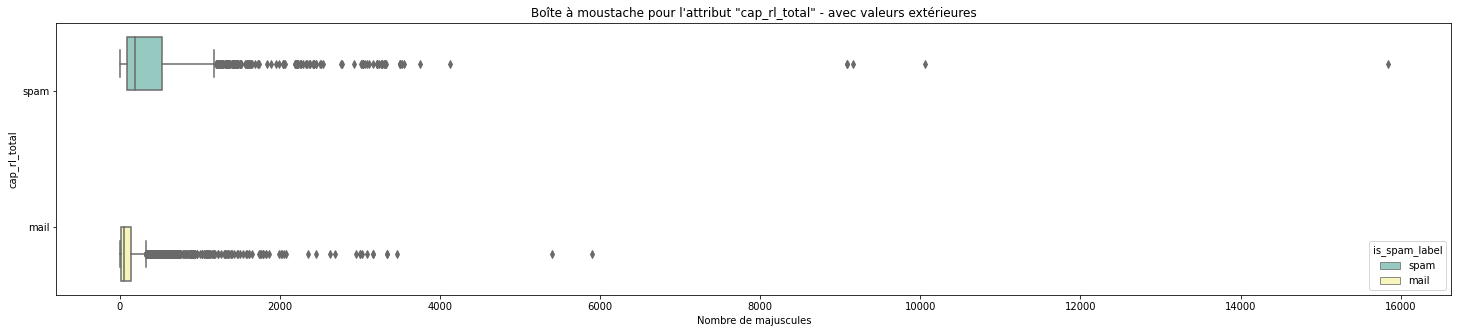 Boîte à moustache pour l'attribut "cap_rl_total" - avec valeurs extérieures
spam
cap_rl_total
mail
is_spam_label
spam
mail
0 2000 4000 6000 8000 10000 12000 14000 16000
Nombre de majuscules